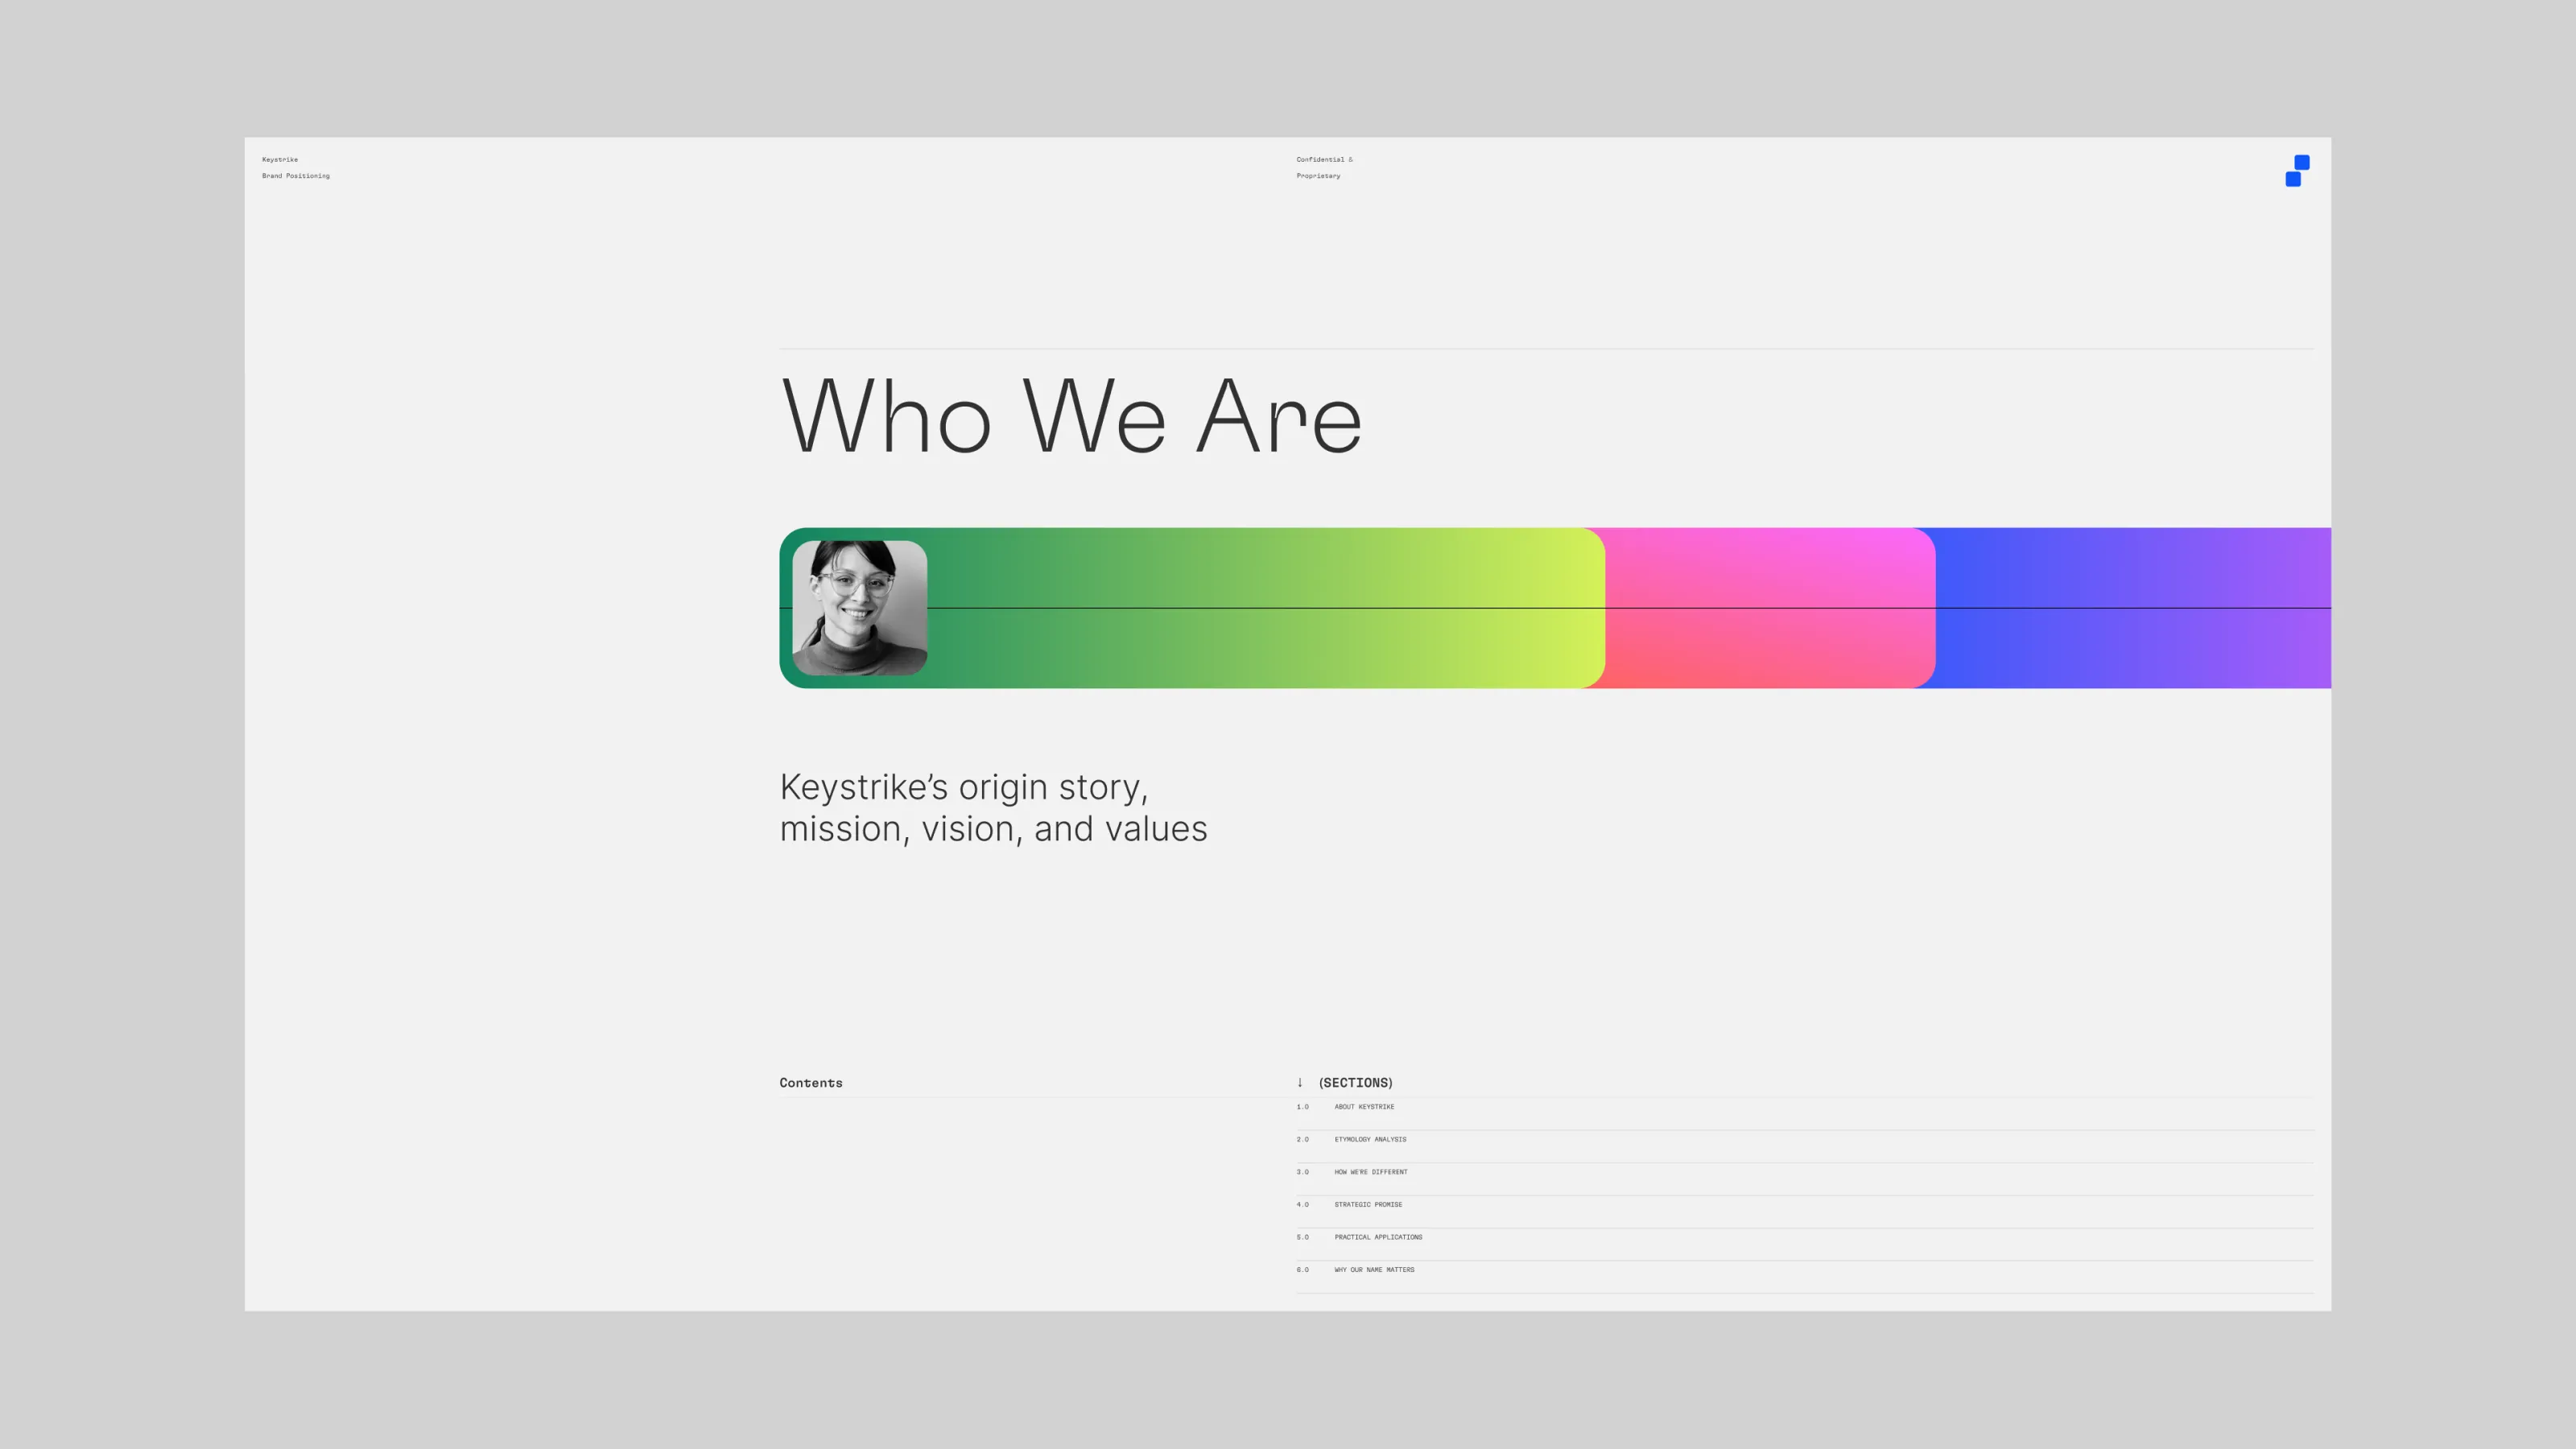 Keystrike
Brand Positioning
Confidential &
Proprietary
Who We Are
Keystrike’s origin story,
mission, vision, and values
Contents
↓ (SECTIONS)
1.0 ABOUT KEYSTRIKE
2.0 ETYMOLOGY ANALYSIS
3.0 HOW WE'RE DIFFERENT
4.0 STRATEGIC PROMISE
5.0 PRACTICAL APPLICATIONS
6.0 WHY OUR NAME MATTERS